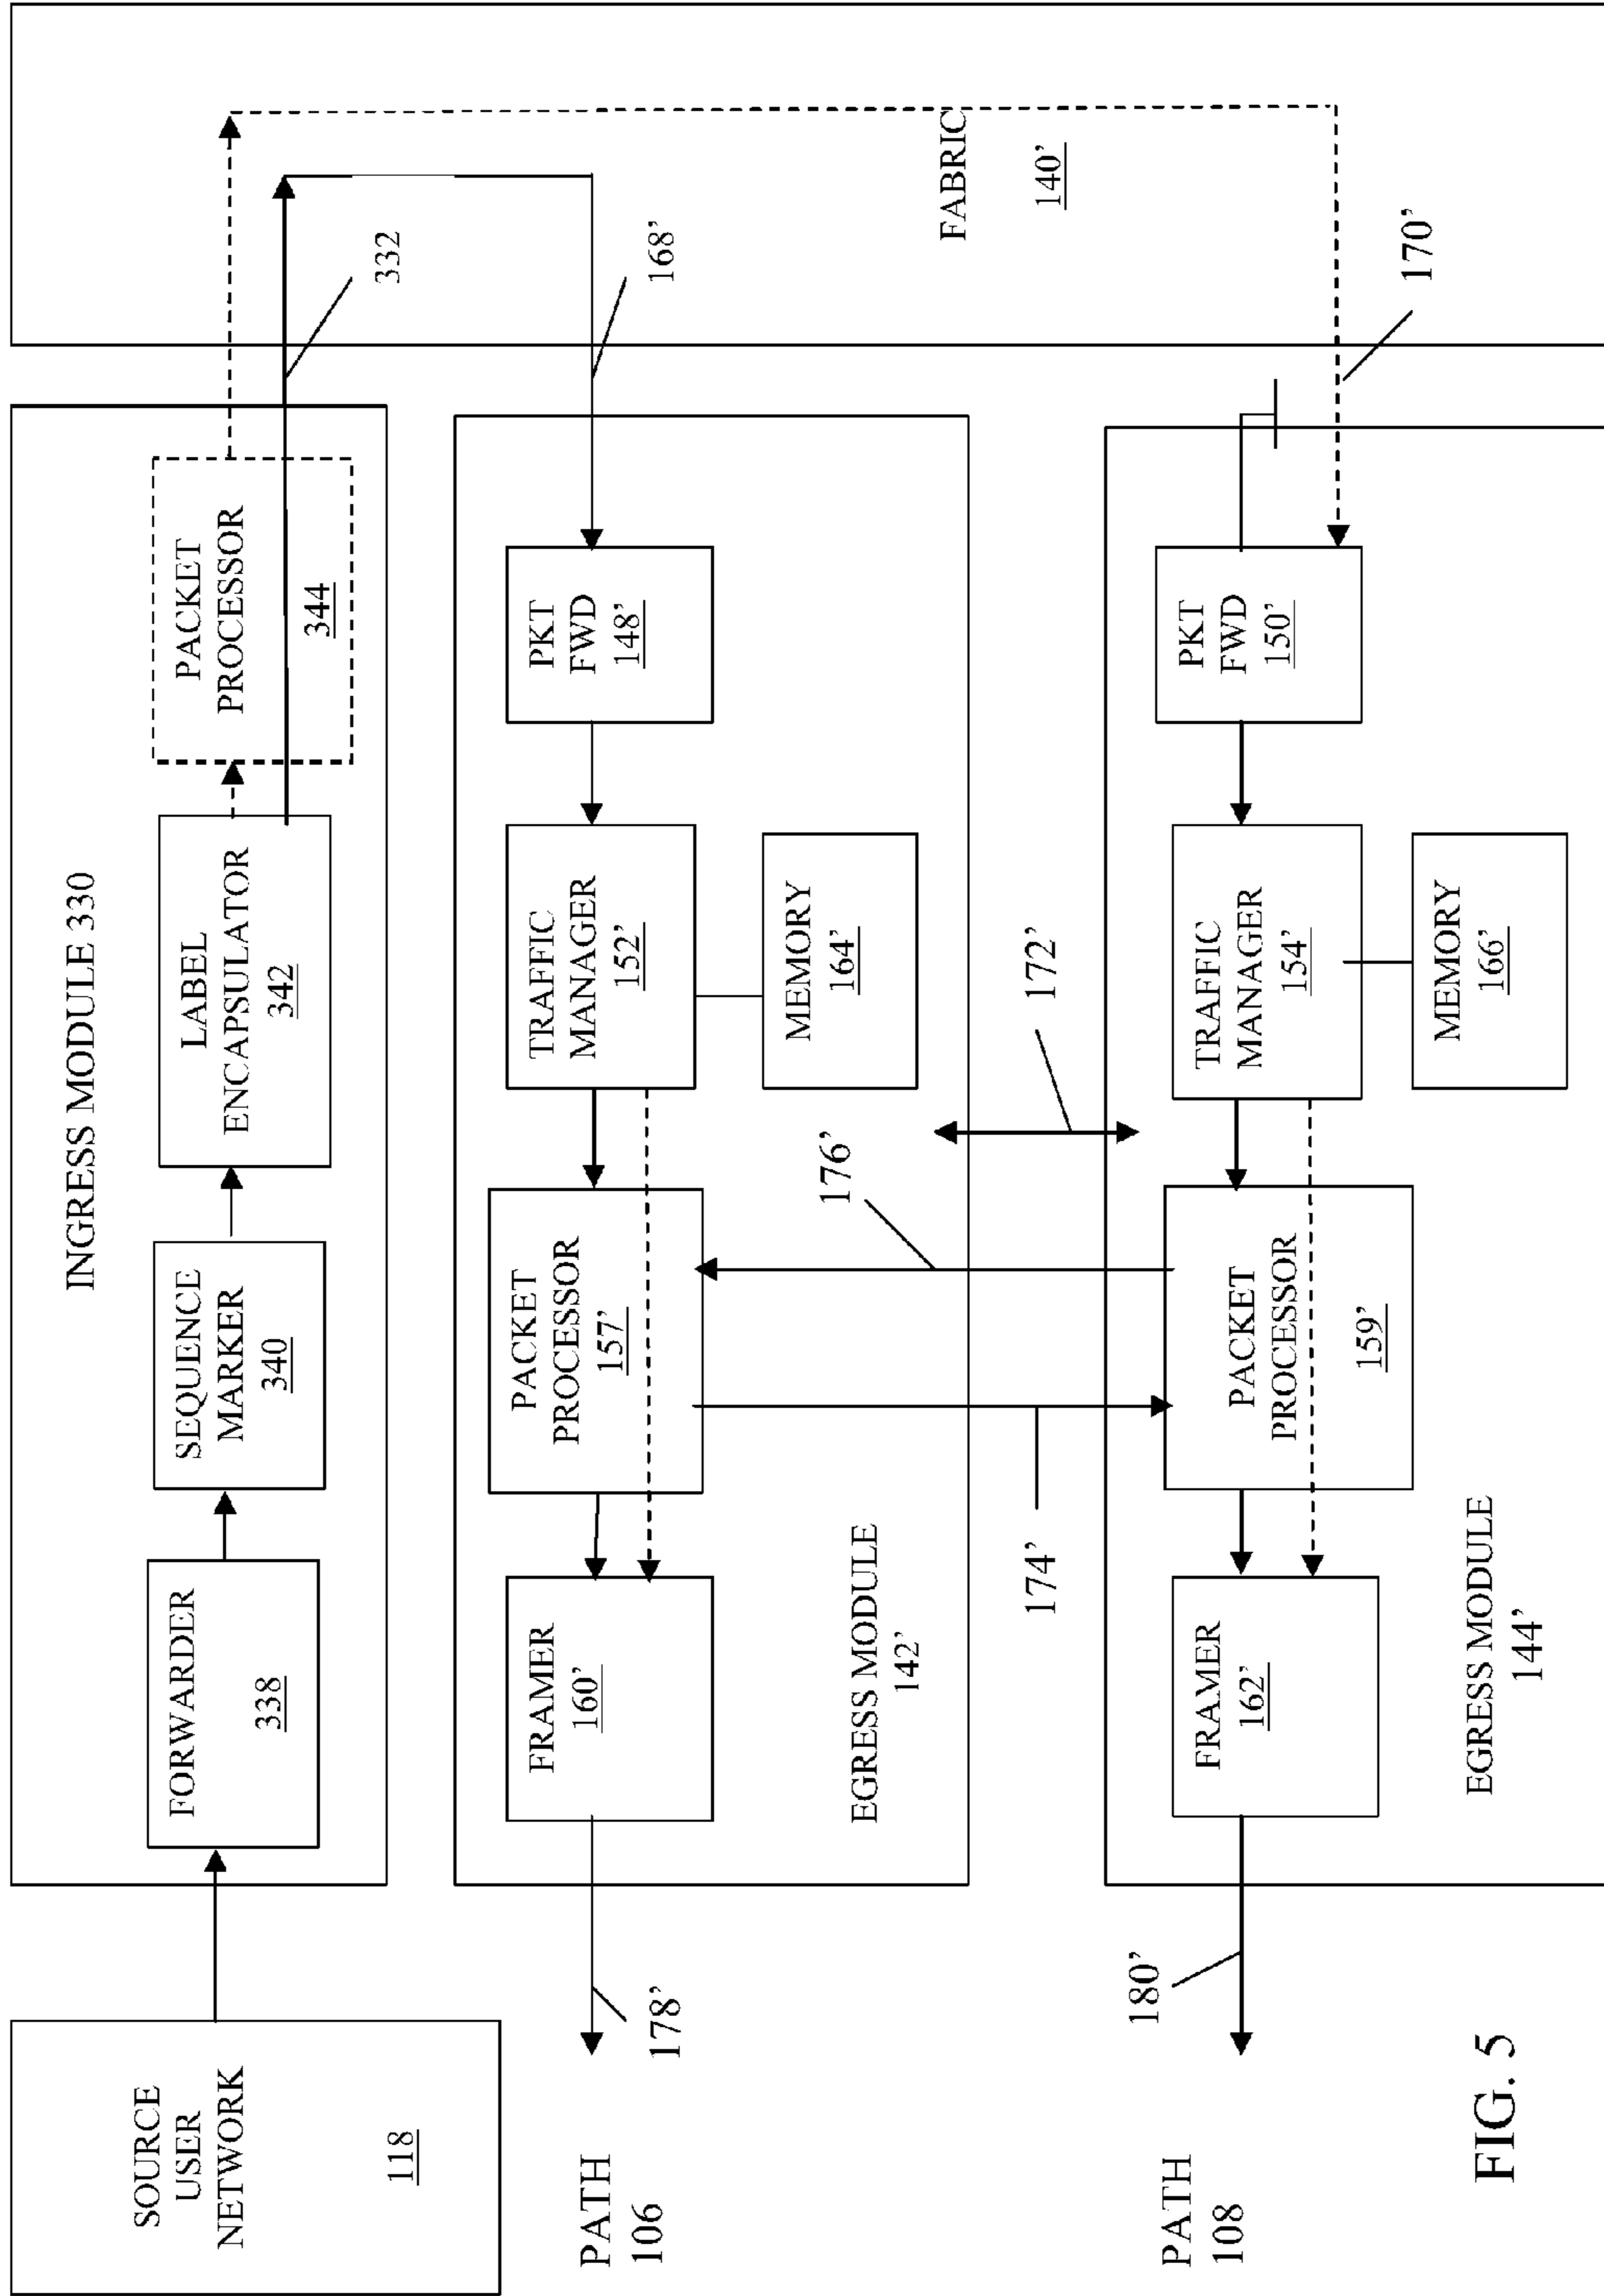 SOURCE
USER
NETWORK
118
INGRESS MODULE 330
FORWARDER
338
SEQUENCE
MARKER
340
LABEL
ENCAPSULATOR
342
PACKET
PROCESSOR
344
332
168’
FABRIC
140’
170’
PATH
106
178’
FRAMER
160’
PACKET
PROCESSOR
157’
TRAFFIC
MANAGER
152’
PKT
FWD
148’
MEMORY
164’
EGRESS MODULE
142’
174’
176’
172’
PATH
108
180’
FRAMER
162’
PACKET
PROCESSOR
159’
TRAFFIC
MANAGER
154’
PKT
FWD
150’
MEMORY
166’
EGRESS MODULE
144’
FIG. 5